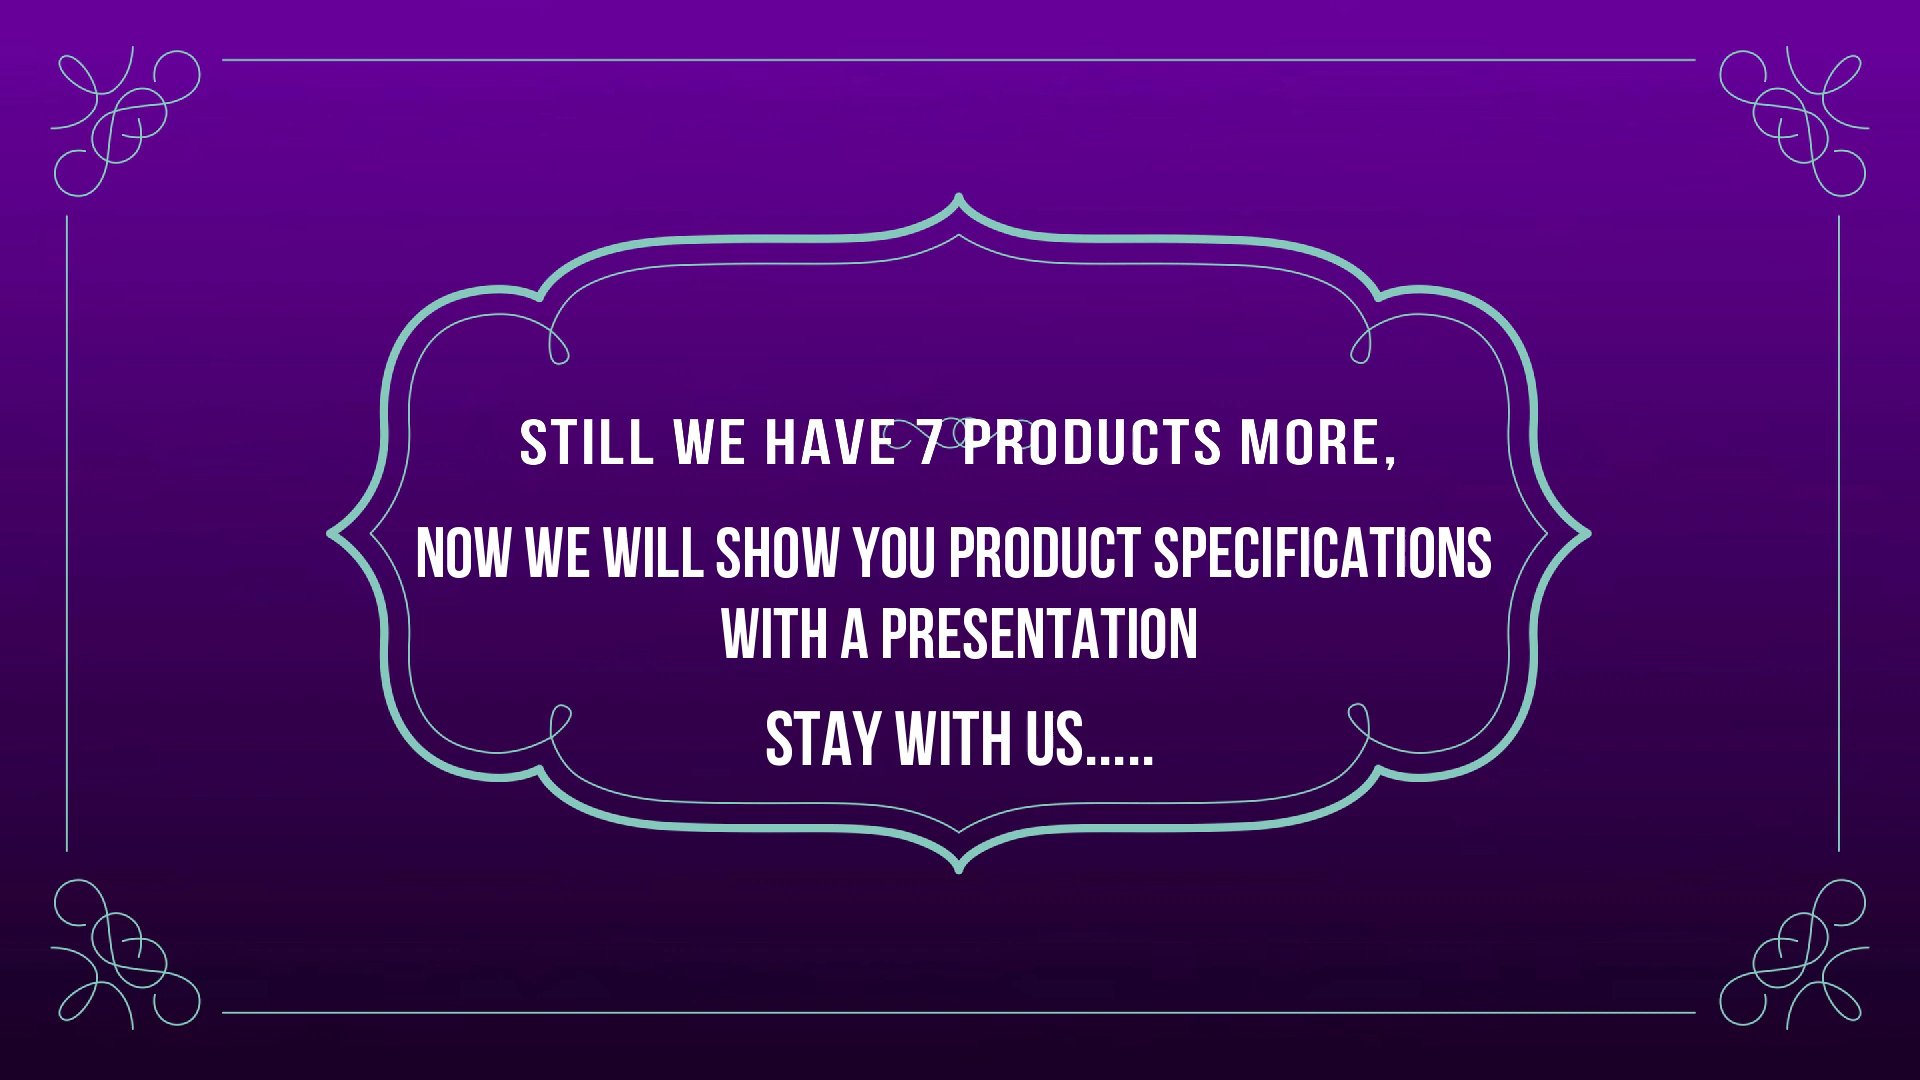 STILL WE HAVE 7 PRODUCTS MORE,
NOW WE WILL SHOW YOU PRODUCT SPECIFICATIONS
WITH A PRESENTATION
STAY WITH US.....